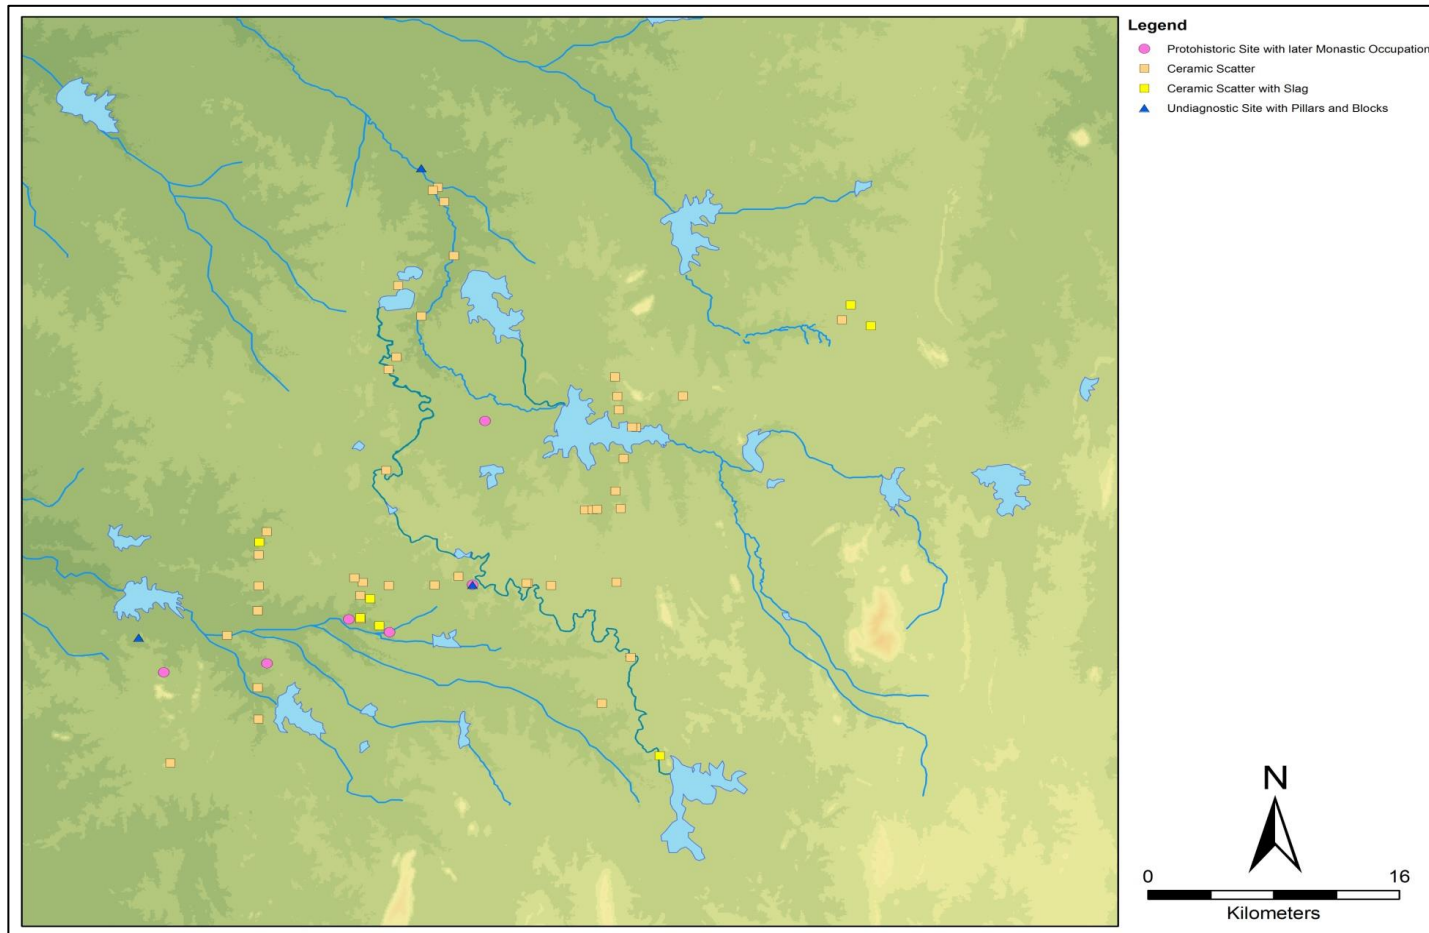 Legend
Protohistoric Site with later Monastic Occupation
Ceramic Scatter
Ceramic Scatter with Slag
Undiagnostic Site with Pillars and Blocks
N
0 16
Kilometers